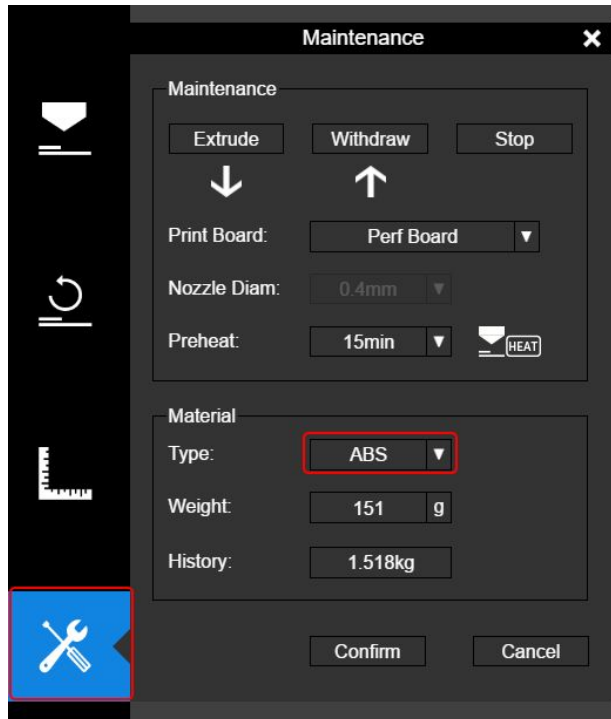 Maintenance
Maintenance
Extrude Withdraw Stop
Print Board: Perf Board
Nozzle Diam: 0.4mm
Preheat: 15min HEAT
Material
Type: ABS
Weight: 151 g
History: 1.518kg
Confirm Cancel